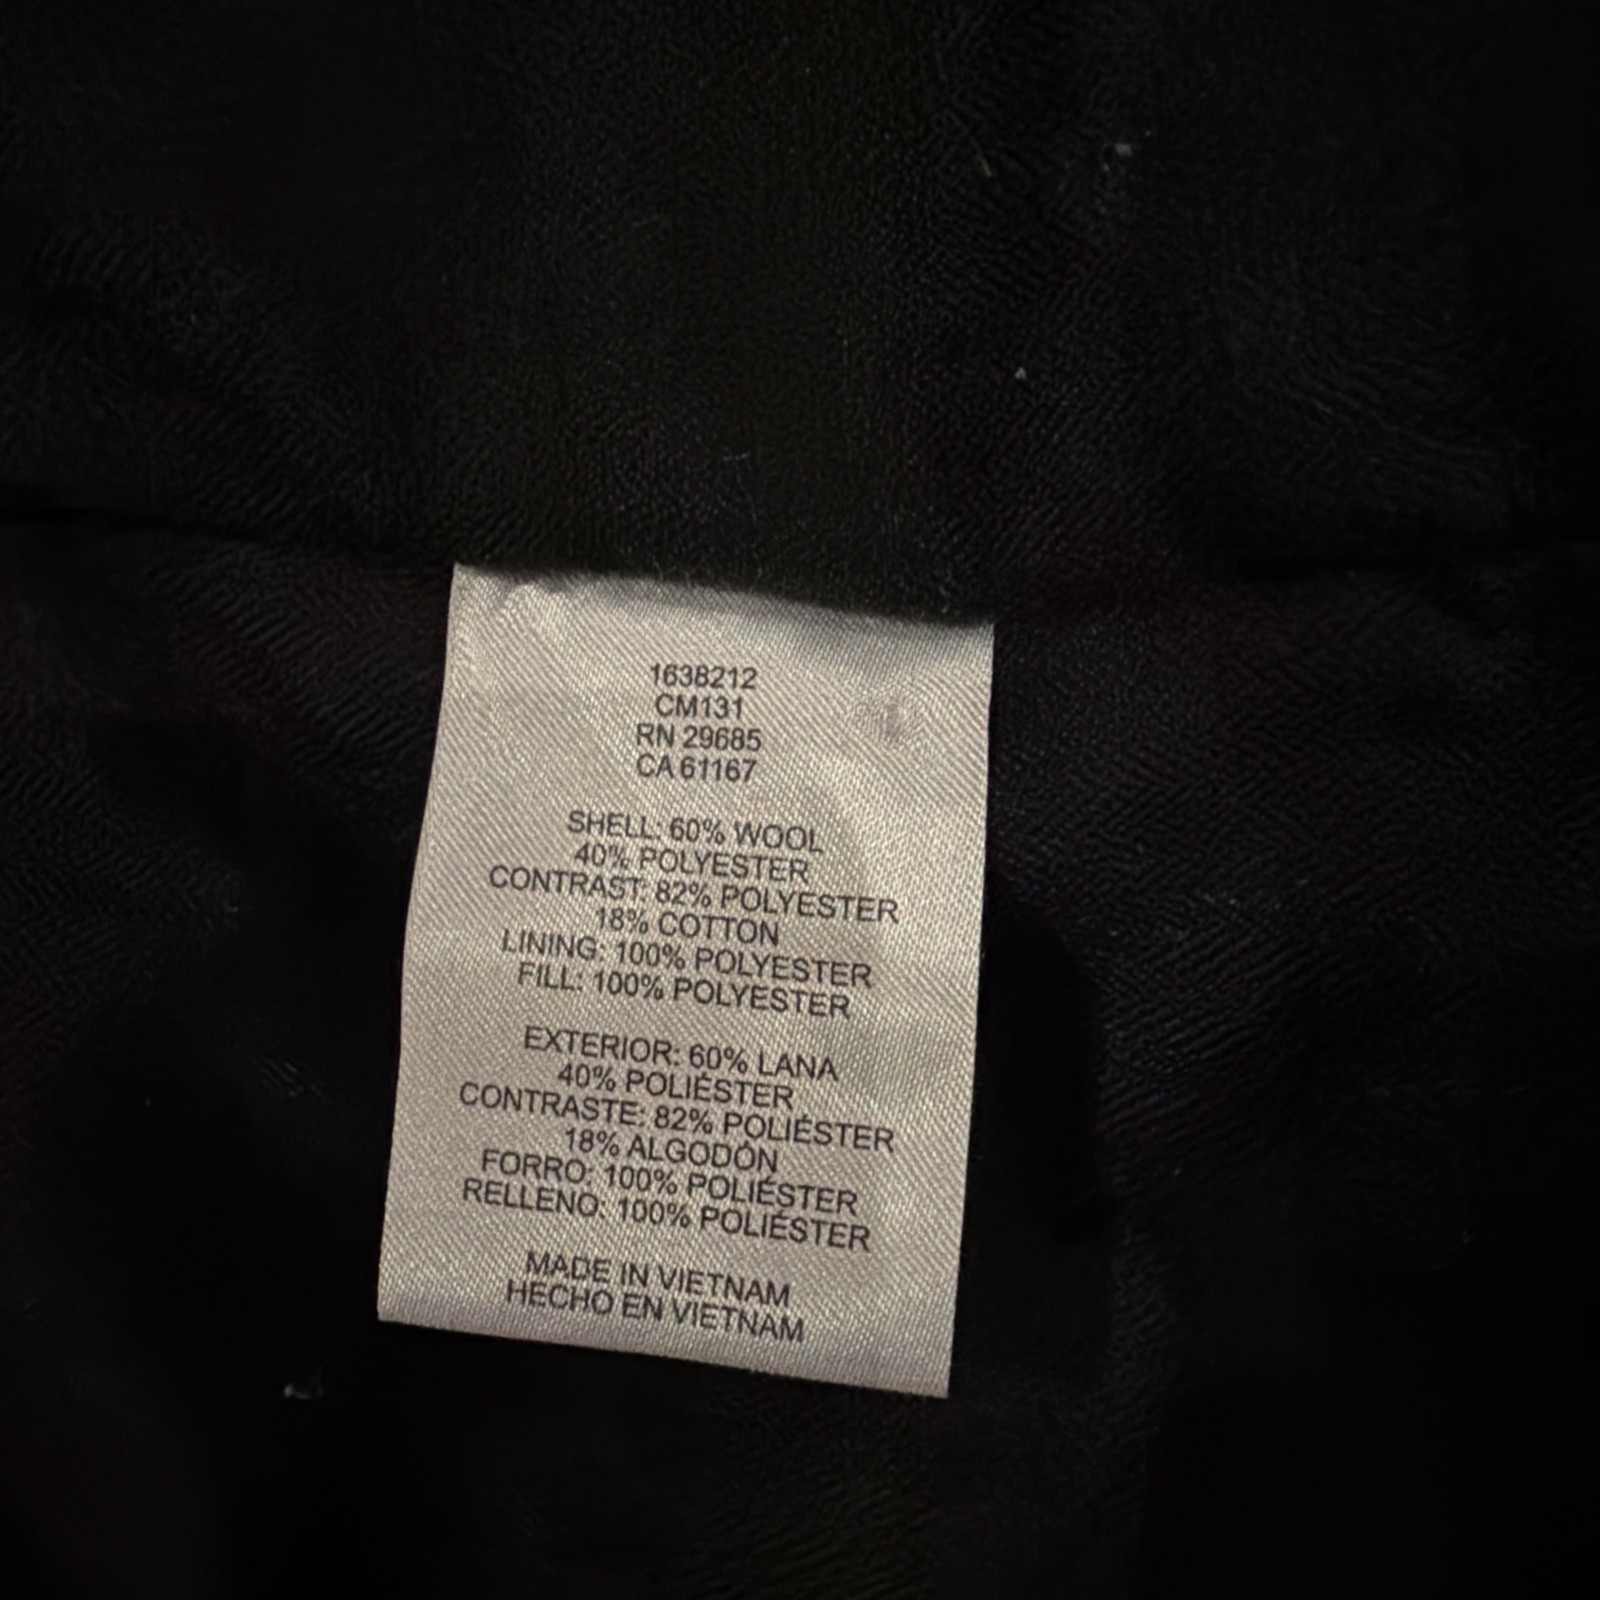 1638212
CM131
RN 29685
CA 61167
SHELL: 60% WOOL
40% POLYESTER
CONTRAST: 82% POLYESTER
18% COTTON
LINING: 100% POLYESTER
FILL: 100% POLYESTER
EXTERIOR: 60% LANA
40% POLIÉSTER
CONTRASTE: 82% POLIÉSTER
18% ALGODÓN
FORRO: 100% POLIÉSTER
RELLENO: 100% POLIÉSTER
MADE IN VIETNAM
HECHO EN VIETNAM